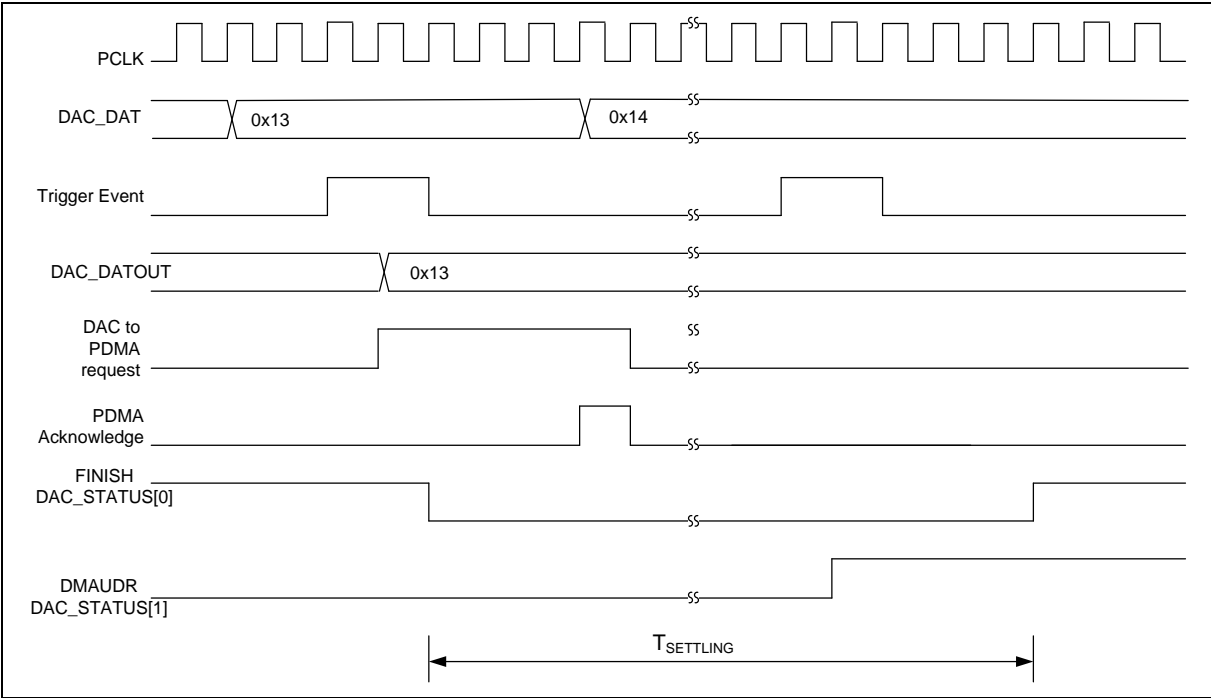 PCLK
DAC_DAT
0x13
0x14
Trigger Event
DAC_DATOUT
0x13
DAC to
PDMA
request
PDMA
Acknowledge
FINISH
DAC_STATUS[0]
DMAUDR
DAC_STATUS[1]
TSETTLING